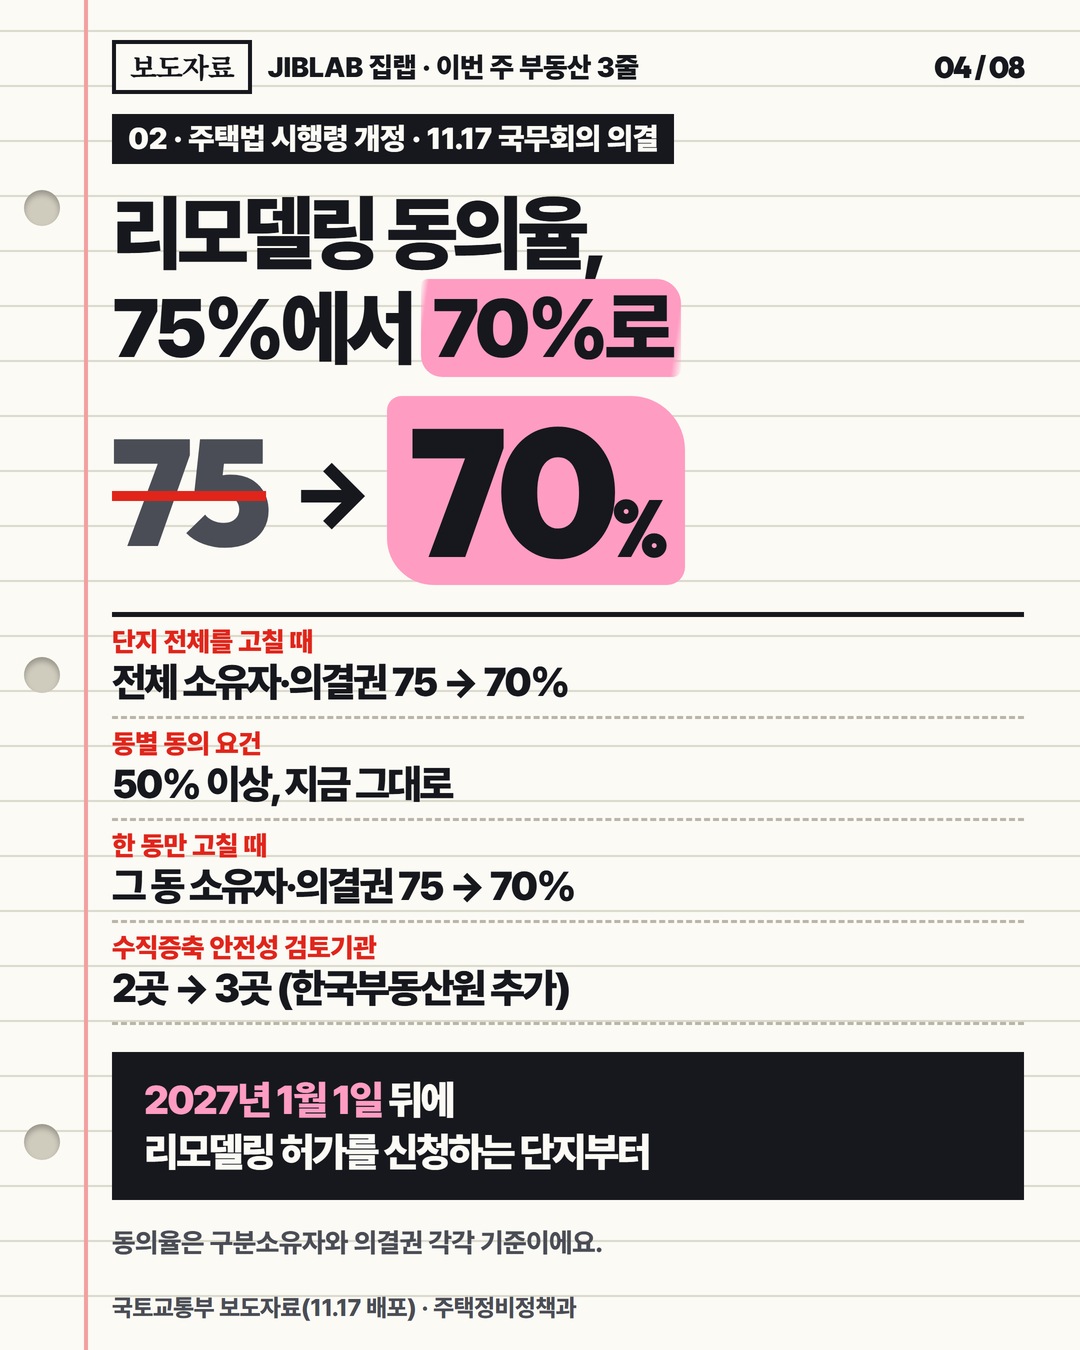 보도자료 JIBLAB 집랩 · 이번 주 부동산 3줄 04/08
02 · 주택법 시행령 개정 · 11.17 국무회의 의결
리모델링 동의율,
75%에서 70%로
75 → 70%
단지 전체를 고칠 때
전체 소유자·의결권 75 → 70%
동별 동의 요건
50% 이상, 지금 그대로
한 동만 고칠 때
그 동 소유자·의결권 75 → 70%
수직증축 안전성 검토기관
2곳 → 3곳 (한국부동산원 추가)
2027년 1월 1일 뒤에
리모델링 허가를 신청하는 단지부터
동의율은 구분소유자와 의결권 각각 기준이에요.
국토교통부 보도자료(11.17 배포) · 주택정비정책과